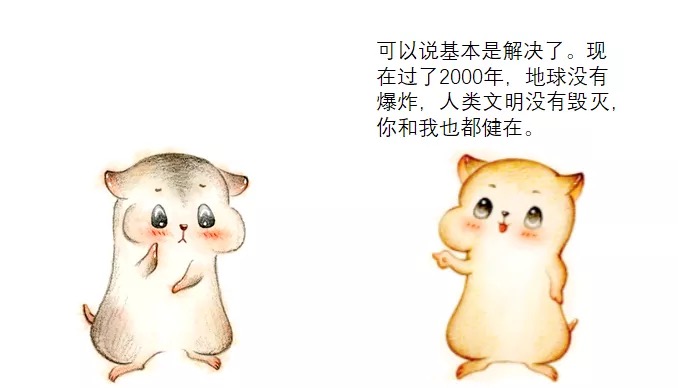 可以说基本是解决了。现
在过了2000年，地球没有
爆炸，人类文明没有毁灭，
你和我也都健在。